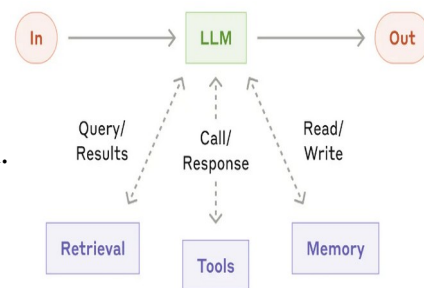 In
LLM
Out
Query/
Results
Call/
Response
Read/
Write
.
Retrieval
Tools
Memory